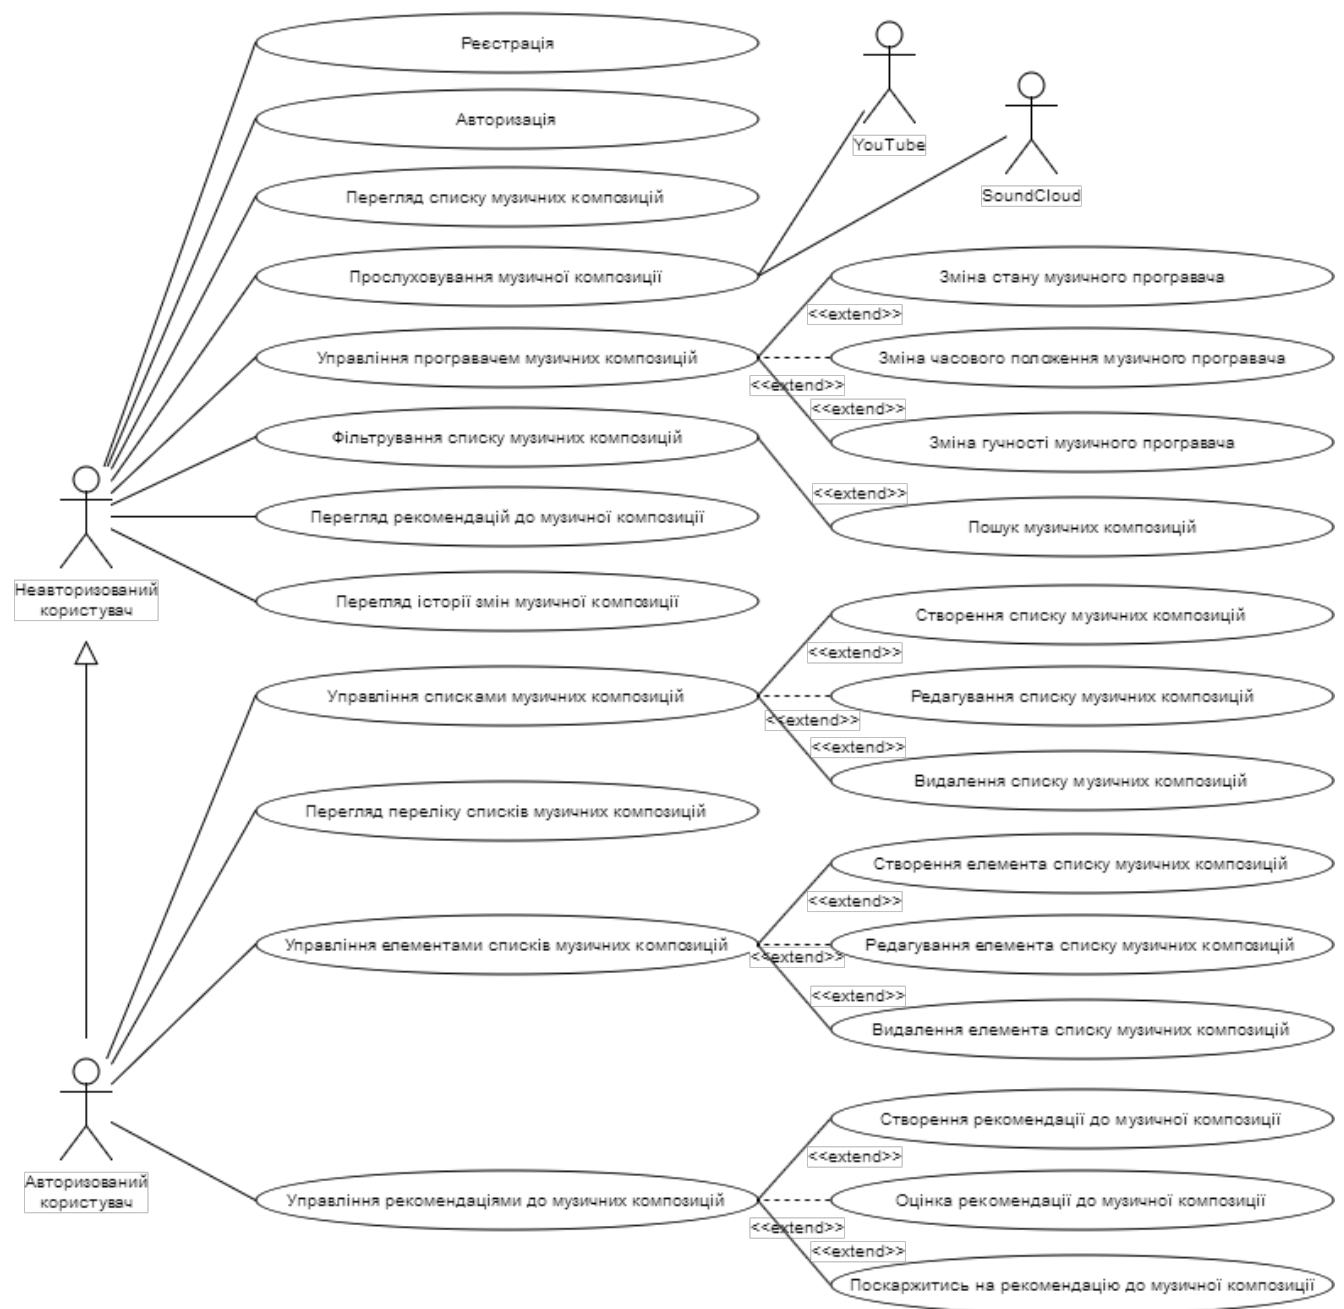 Реєстрація
YouTube
Авторизація
SoundCloud
Перегляд списку музичних композицій
Прослуховування музичної композиції
Зміна стану музичного програвача
<<extend>>
Управління програвачем музичних композицій
Зміна часового положення музичного програвача
<<extend>>
<<extend>>
Фільтрування списку музичних композицій
Зміна гучності музичного програвача
<<extend>>
Перегляд рекомендацій до музичної композиції
Пошук музичних композицій
Неавторизований
користувач
Перегляд історії змін музичної композиції
Створення списку музичних композицій
<<extend>>
Управління списками музичних композицій
Редагування списку музичних композицій
<<extend>>
<<extend>>
Видалення списку музичних композицій
Перегляд переліку списків музичних композицій
Створення елемента списку музичних композицій
<<extend>>
Управління елементами списків музичних композицій
Редагування елемента списку музичних композицій
<<extend>>
<<extend>>
Видалення елемента списку музичних композицій
Створення рекомендації до музичної композиції
<<extend>>
Авторизований
користувач
Управління рекомендаціями до музичних композицій
Оцінка рекомендації до музичної композиції
<<extend>>
<<extend>>
Поскаржитись на рекомендацію до музичної композиції